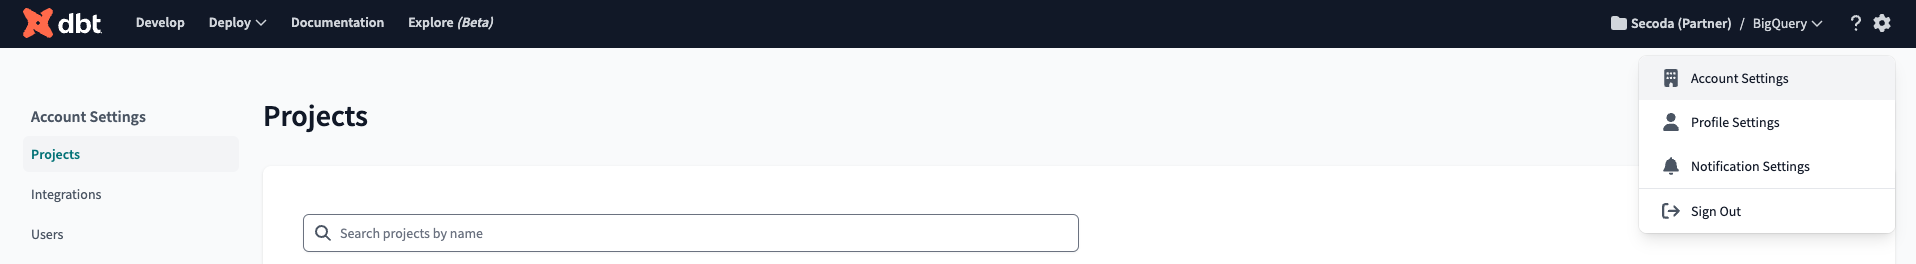 dbt Develop Deploy Documentation Explore (Beta) Secoda (Partner) / BigQuery ?
Account Settings
Projects
Integrations
Users
Projects
Search projects by name
Account Settings
Profile Settings
Notification Settings
Sign Out